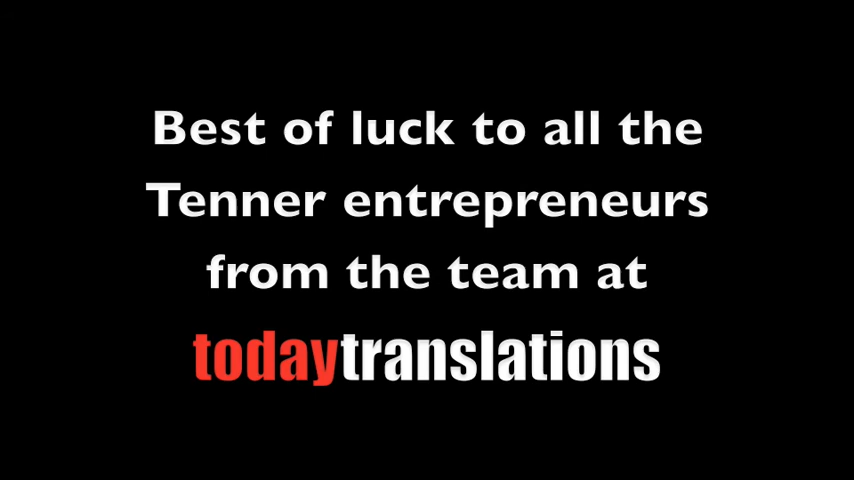 Best of luck to all the
Tenner entrepreneurs
from the team at
todaytranslations